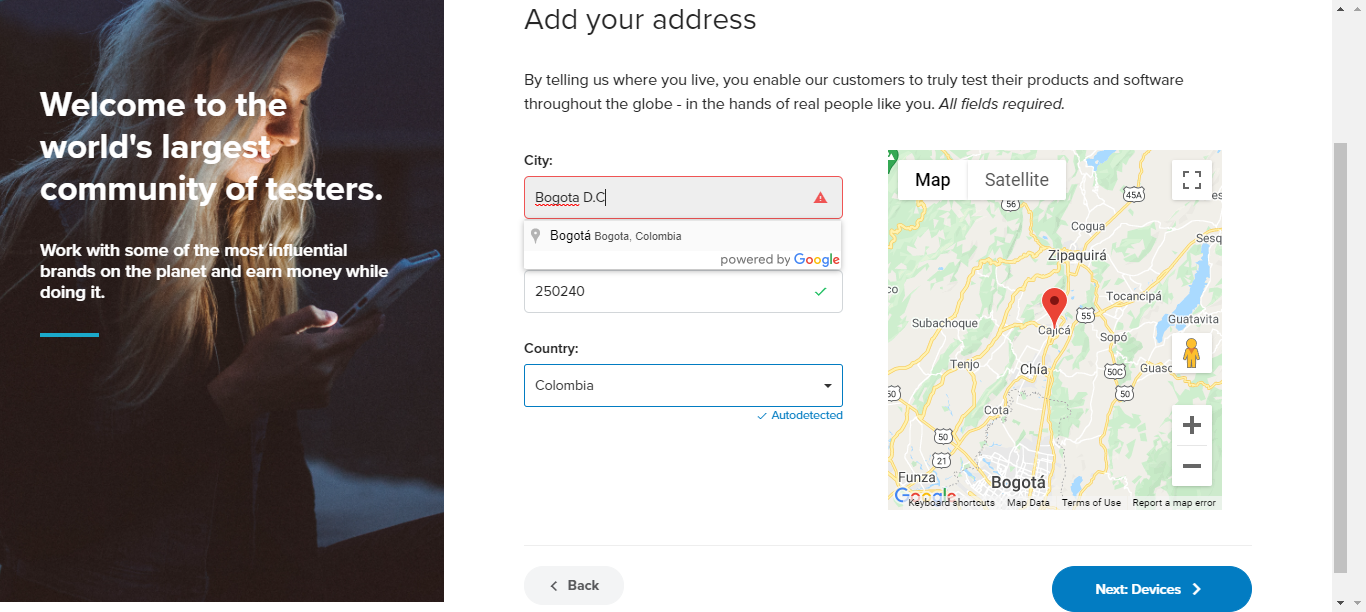 Welcome to the
world's largest
community of testers.
Work with some of the most influential
brands on the planet and earn money while
doing it.
Add your address
By telling us where you live, you enable our customers to truly test their products and software
throughout the globe - in the hands of real people like you. All fields required.
City:
Bogota D.C
Bogotá Bogota, Colombia
powered by Google
250240
Country:
Colombia
Autodetected
Map
Satellite
45A
56
Cogua
Sesq
Zipaquirá
co
Tocancipá
55
Subachoque
Cajicá
Guatavita
Sopó
Tenjo
Chía
50C
Guasc
50
50
Cota
50
21
Funza
Bogotá
Google
Keyboard shortcuts
Map Data
Terms of Use
Report a map error
Back
Next: Devices